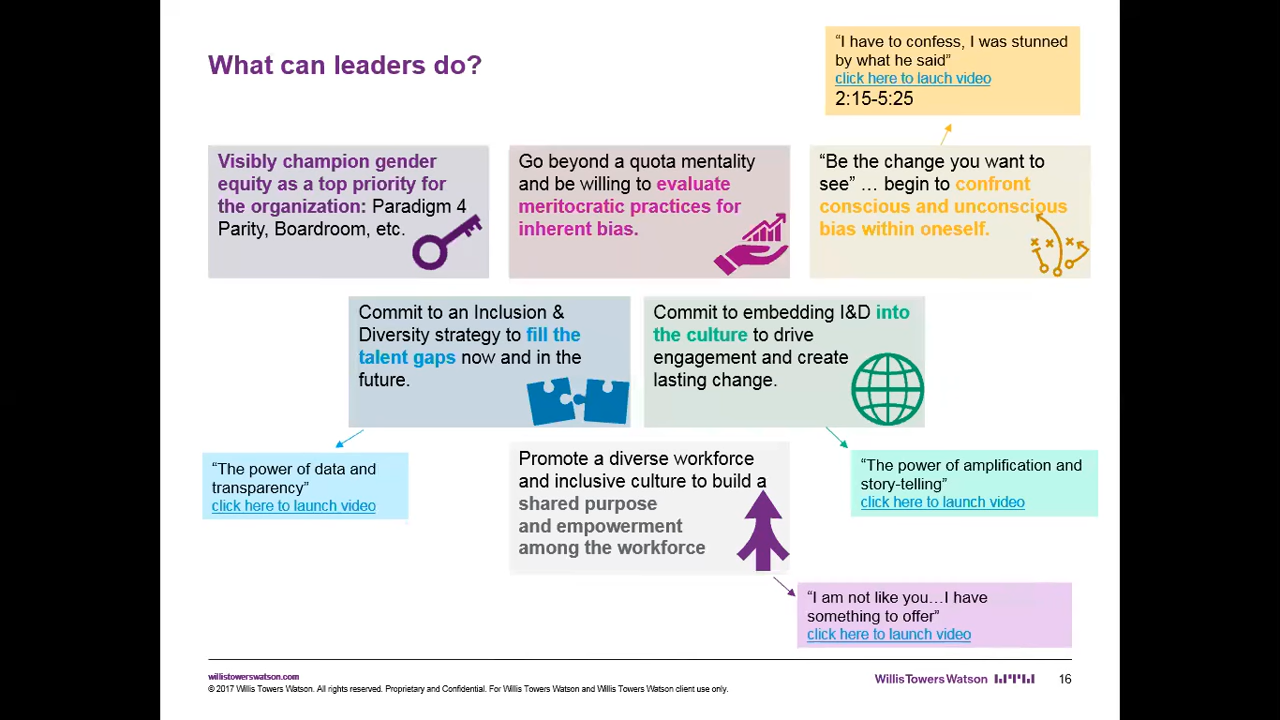 What can leaders do?
“I have to confess, I was stunned
by what he said”
click here to lauch video
2:15-5:25
Visibly champion gender
equity as a top priority for
the organization: Paradigm 4
Parity, Boardroom, etc.
Go beyond a quota mentality
and be willing to evaluate
meritocratic practices for
inherent bias.
“Be the change you want to
see” … begin to confront
conscious and unconscious
bias within oneself.
Commit to an Inclusion &
Diversity strategy to fill the
talent gaps now and in the
future.
Commit to embedding I&D into
the culture to drive
engagement and create
lasting change.
“The power of data and
transparency”
click here to launch video
Promote a diverse workforce
and inclusive culture to build a
shared purpose
and empowerment
among the workforce
“The power of amplification and
story-telling”
click here to launch video
“I am not like you…I have
something to offer”
click here to launch video
willistowerswatson.com
© 2017 Willis Towers Watson. All rights reserved. Proprietary and Confidential. For Willis Towers Watson and Willis Towers Watson client use only.
WillisTowersWatson
16